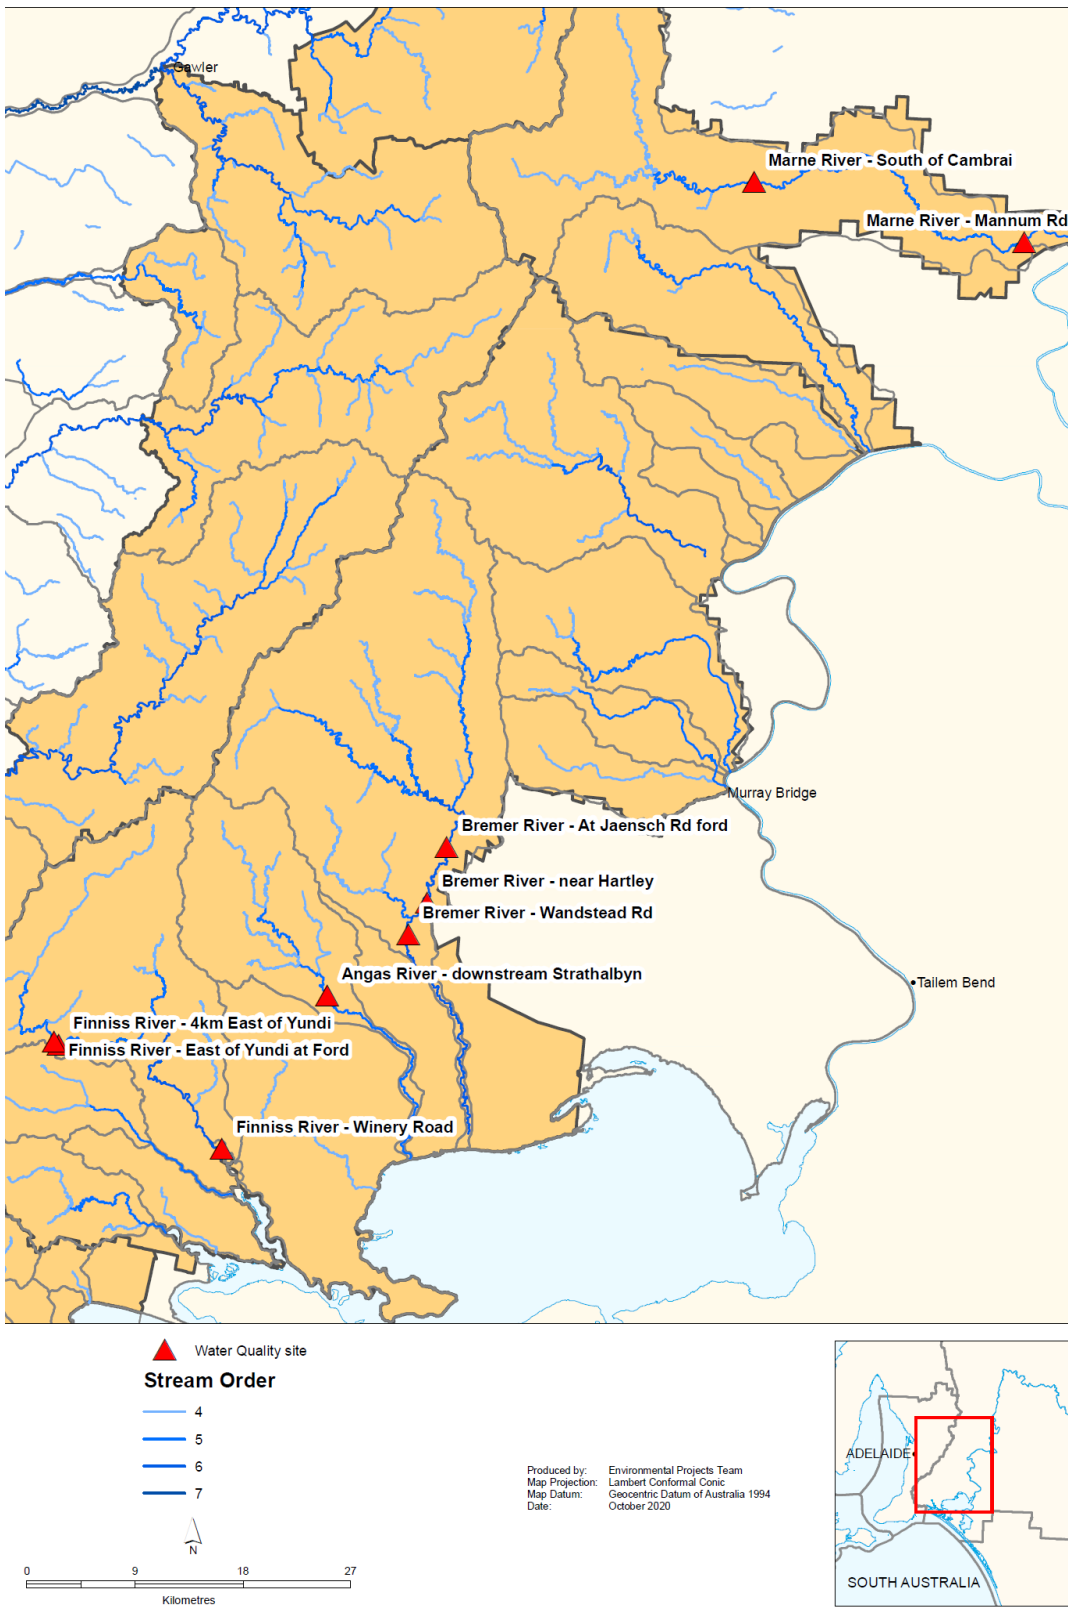 Gawler
Marne River - South of Cambrai
Marne River - Mannum Rd
Murray Bridge
Bremer River - At Jaensch Rd ford
Bremer River - near Hartley
Bremer River - Wandstead Rd
Angas River - downstream Strathalbyn
Tailem Bend
Finniss River - 4km East of Yundi
Finniss River - East of Yundi at Ford
Finniss River - Winery Road
Water Quality site
Stream Order
4
5
6
7
N
0 9 18 27
Kilometres
Produced by: Environmental Projects Team
Map Projection: Lambert Conformal Conic
Map Datum: Geocentric Datum of Australia 1994
Date: October 2020
ADELAIDE
SOUTH AUSTRALIA